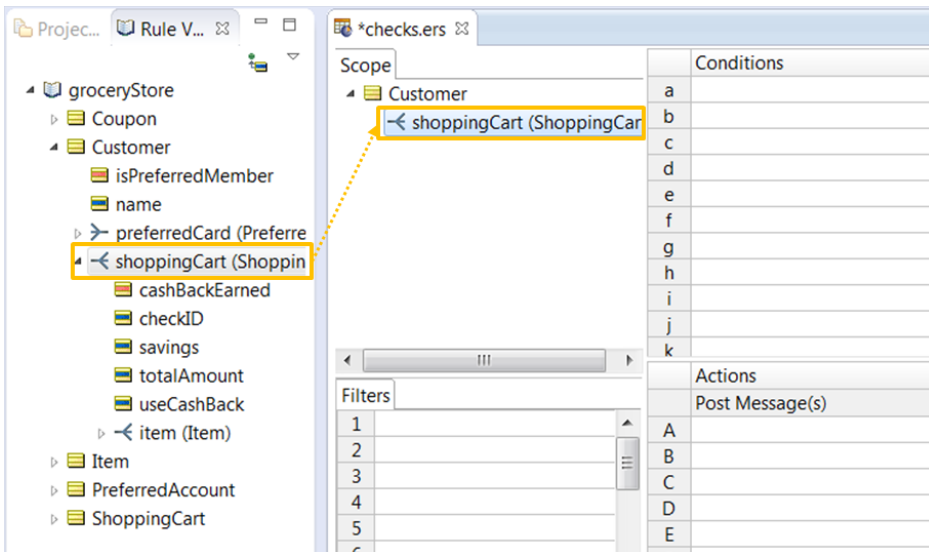 Projec...
Rule V...
groceryStore
Coupon
Customer
isPreferredMember
name
preferredCard (Preferre
shoppingCart (Shoppin
cashBackEarned
checkID
savings
totalAmount
useCashBack
item (Item)
Item
PreferredAccount
ShoppingCart
*checks.ers
Scope
Customer
shoppingCart (ShoppingCar
Filters
1
2
3
4
5
Conditions
a
b
c
d
e
f
g
h
i
j
k
Actions
Post Message(s)
A
B
C
D
E